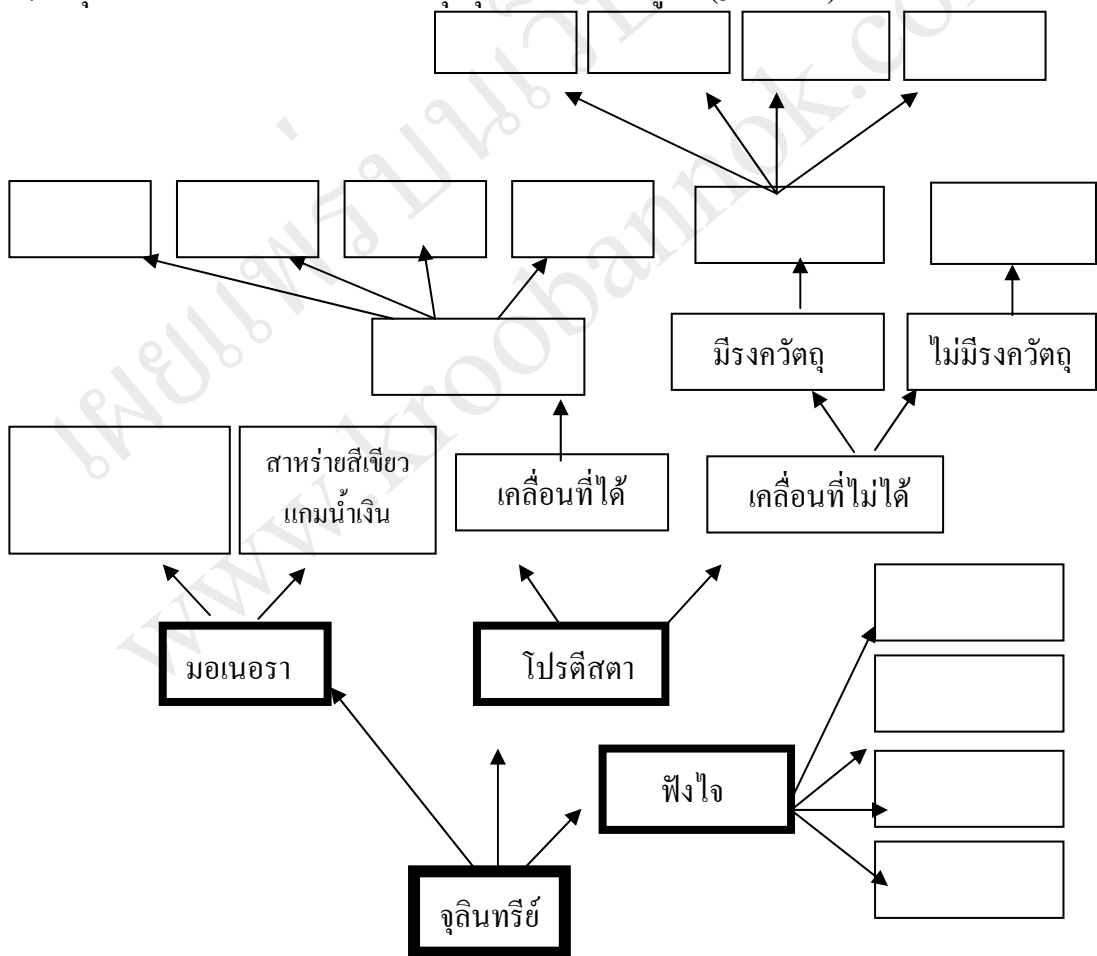 มีรงควัตถุ
ไม่มีรงควัตถุ
สาหร่ายสีเขียว
แกมน้ำเงิน
เคลื่อนที่ได้
เคลื่อนที่ไม่ได้
มอเนอรา
โปรตีสตา
ฟังไจ
จุลินทรีย์
www.kroobannok.com